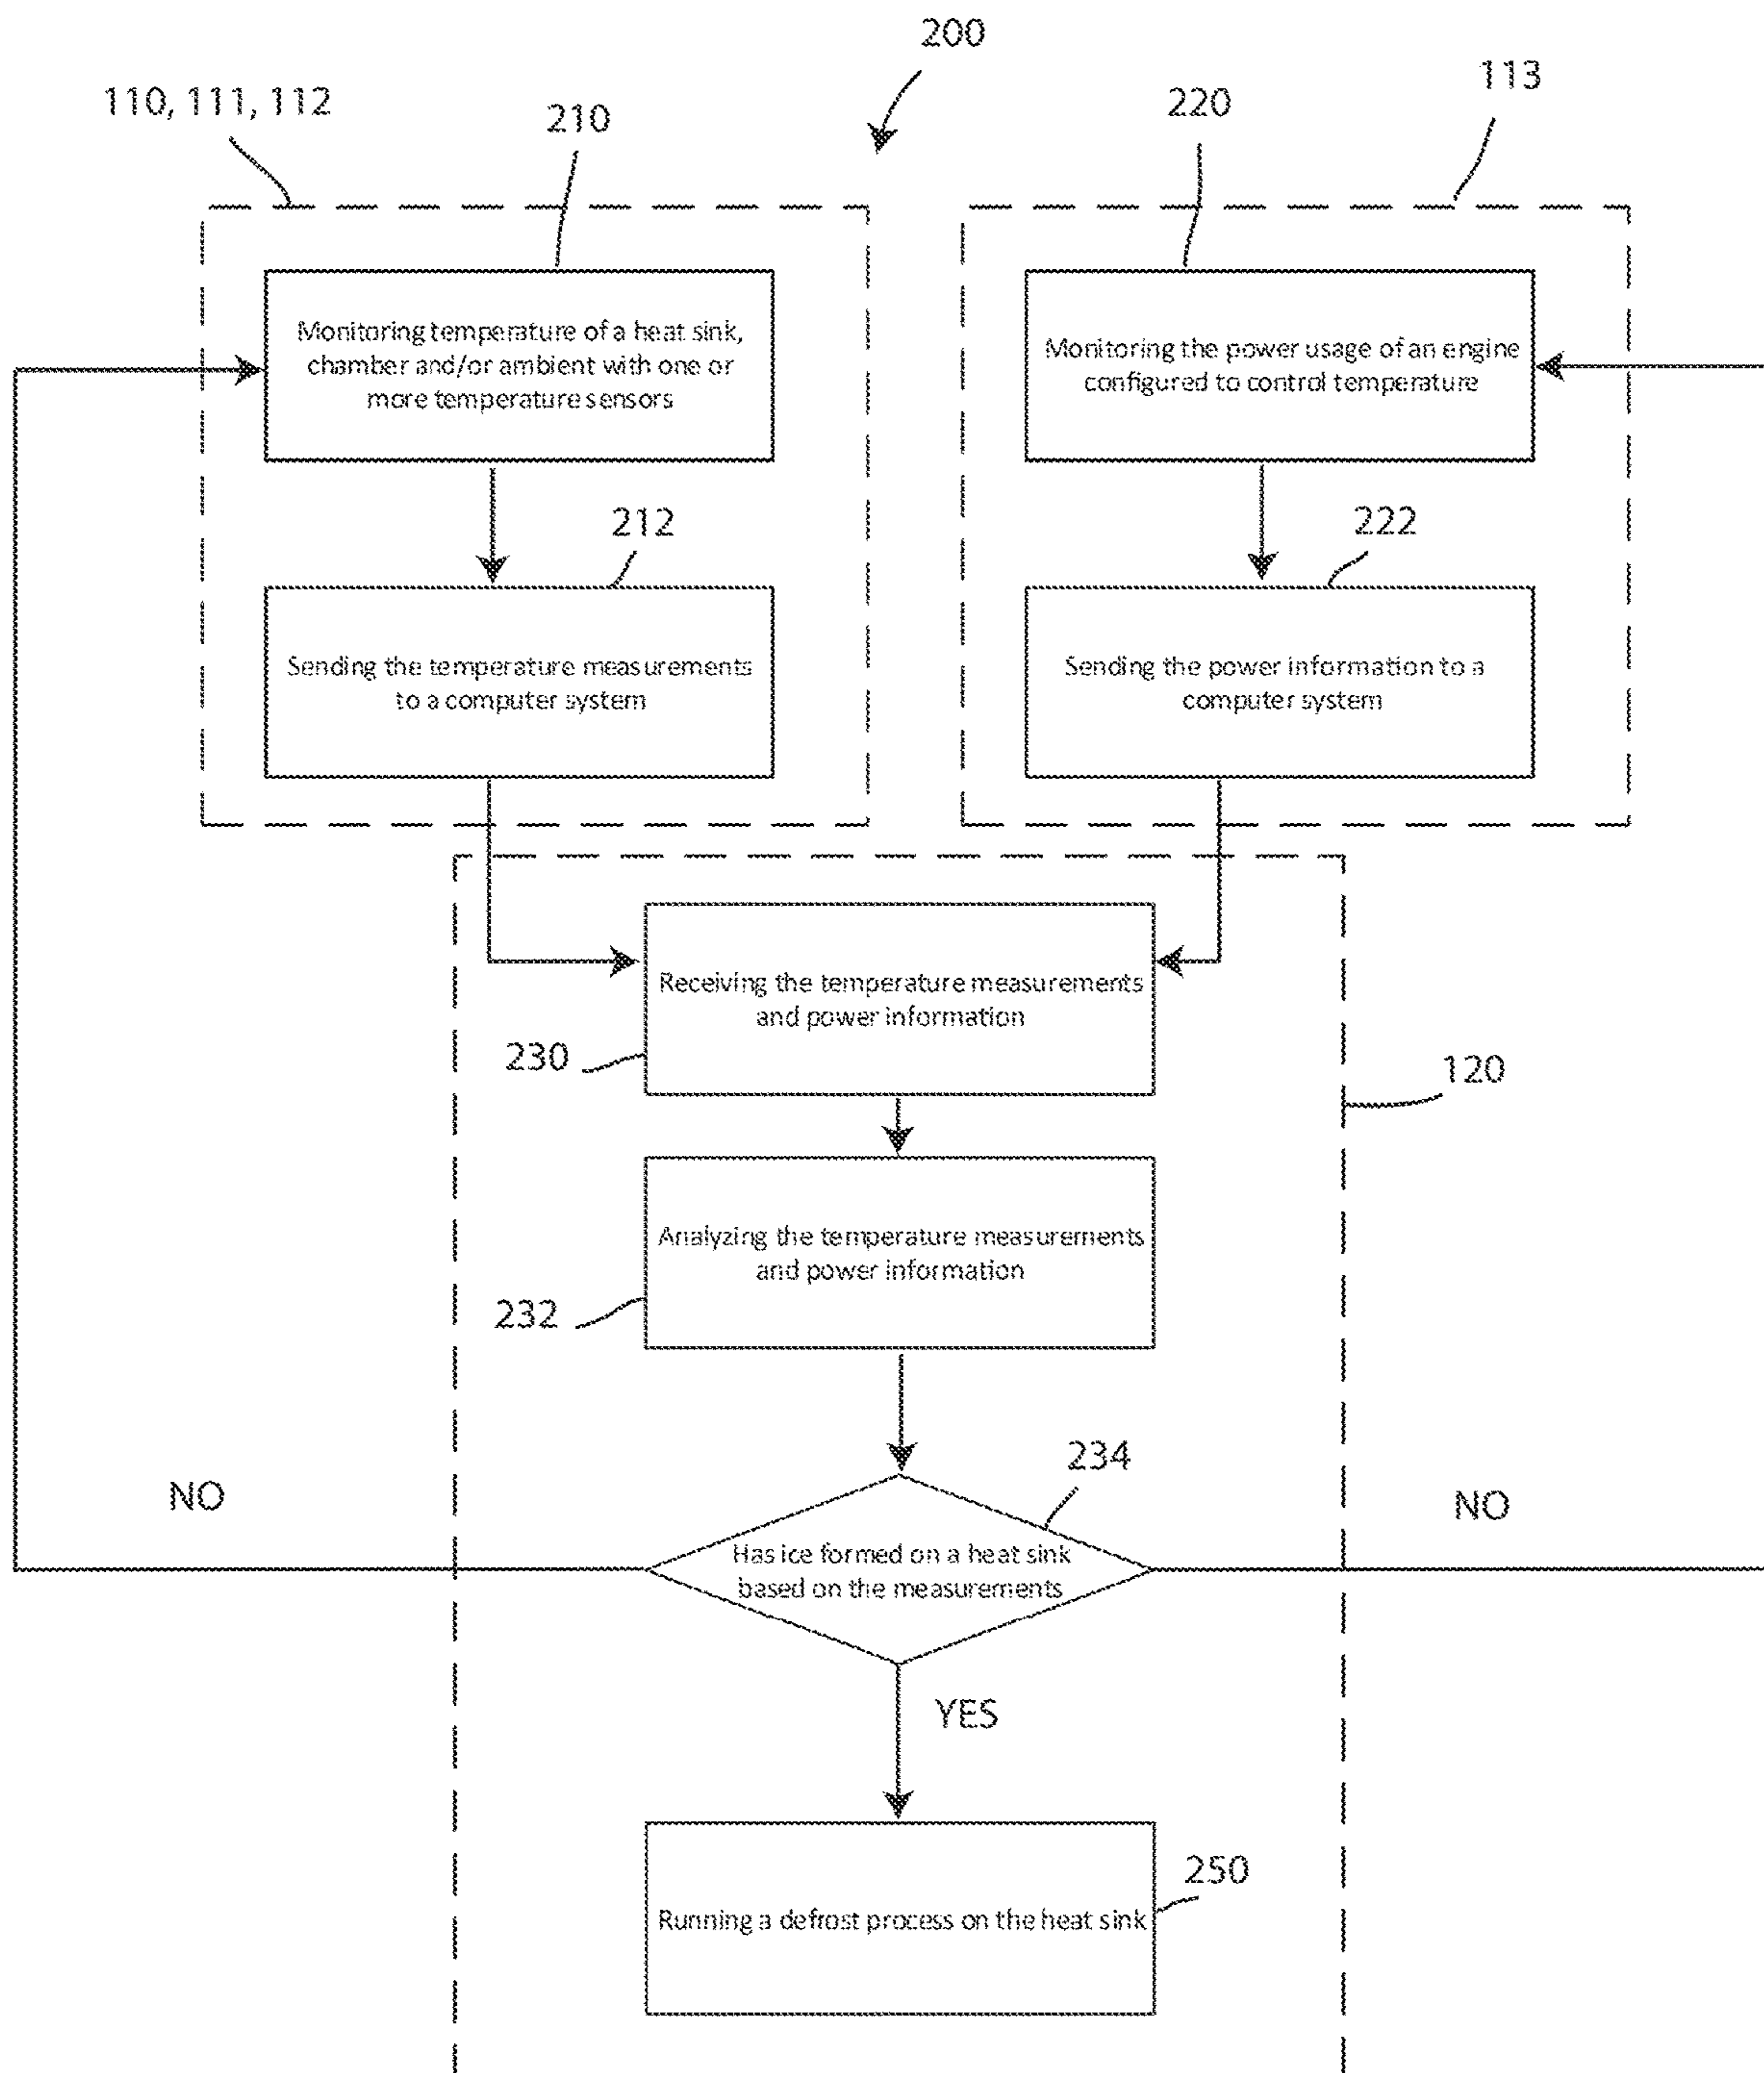 200
110, 111, 112
210
220
113
Monitoring temperature of a heat sink,
chamber and/or ambient with one or
more temperature sensors
Monitoring the power usage of an engine
configured to control temperature
212
222
Sending the temperature measurements
to a computer system
Sending the power information to a
computer system
Receiving the temperature measurements
and power information
230
120
Analyzing the temperature measurements
and power information
232
234
NO
NO
Has ice formed on a heat sink
based on the measurements
YES
250
Running a defrost process on the heat sink